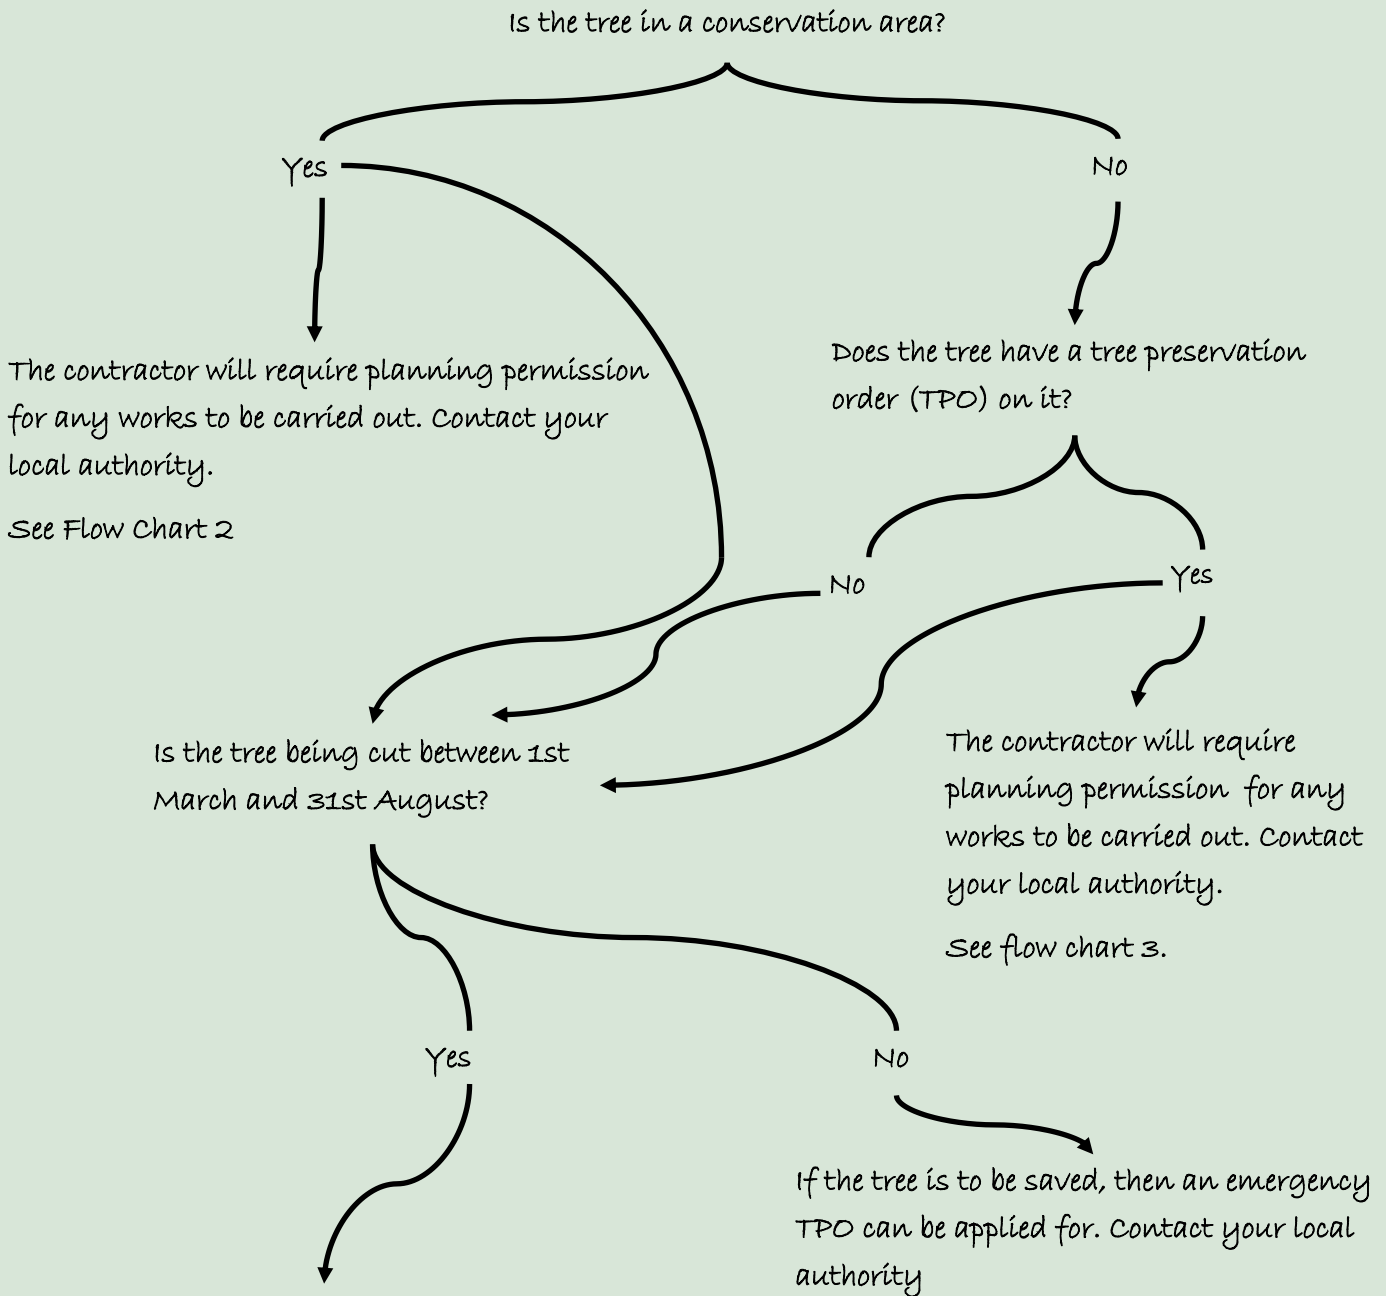 Is the tree in a conservation area?
Yes
No
The contractor will require planning permission
for any works to be carried out. Contact your
local authority.
See Flow Chart 2
Does the tree have a tree preservation
order (TPO) on it?
No
Yes
Is the tree being cut between 1st
March and 31st August?
The contractor will require
planning permission for any
works to be carried out. Contact
your local authority.
See flow chart 3.
Yes
No
If the tree is to be saved, then an emergency
TPO can be applied for. Contact your local
authority